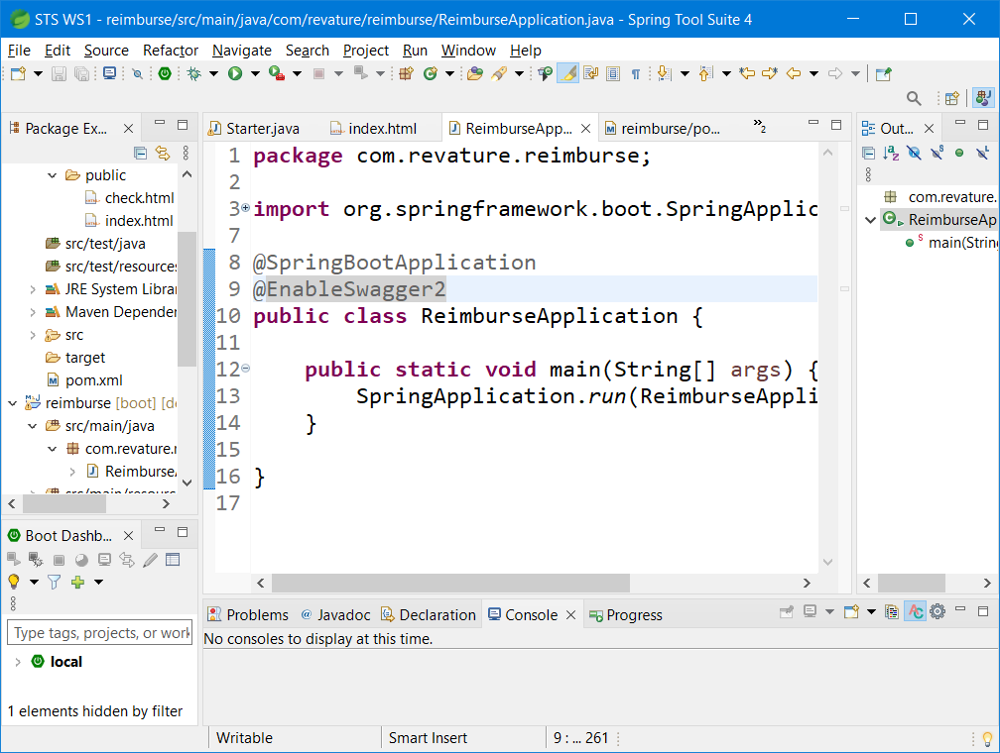 STS WS1 - reimburse/src/main/java/com/revature/reimburse/ReimburseApplication.java - Spring Tool Suite 4
File Edit Source Refactor Navigate Search Project Run Window Help
Package Ex...
public
check.html
index.html
src/test/java
src/test/resources
JRE System Librar
Maven Dependen
src
target
pom.xml
reimburse [boot] [de
src/main/java
com.revature.r
ReimburseA
src/main/resourc
Starter.java index.html ReimburseApp... reimburse/po... »2
1 package com.revature.reimburse;
2
3 import org.springframework.boot.SpringApplic
7
8 @SpringBootApplication
9 @EnableSwagger2
10 public class ReimburseApplication {
11
12 public static void main(String[] args) {
13 SpringApplication.run(ReimburseAppli
14 }
15
16 }
17
Out...
com.revature.
ReimburseAp
main(String
Boot Dashb...
Type tags, projects, or work
local
1 elements hidden by filter
Problems Javadoc Declaration Console Progress
No consoles to display at this time.
Writable Smart Insert 9 : ... 261